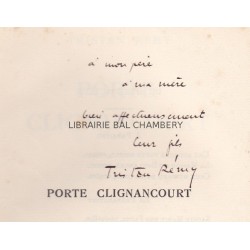 à mon père
à ma mère
bien affectueusement
LIBRAIRIE BAL CHAMBERY
leur fils
Tristan Rémy
PORTE CLIGNANCOURT